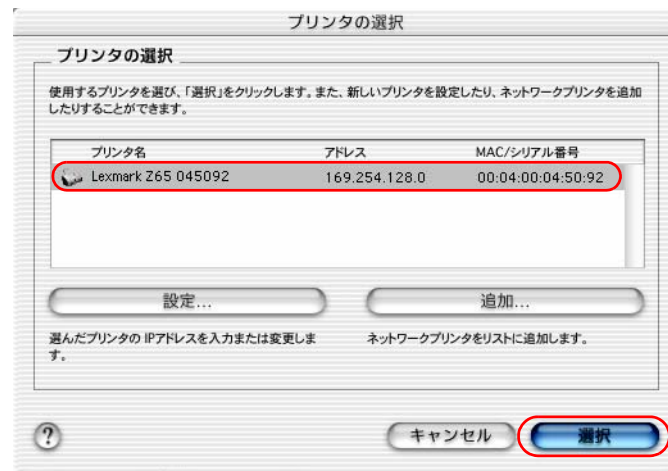 プリンタの選択
プリンタの選択
使用するプリンタを選び、「選択」をクリックします。また、新しいプリンタを設定したり、ネットワークプリンタを追加
したりすることができます。
プリンタ名 アドレス MAC/シリアル番号
Lexmark Z65 045092 169.254.128.0 00:04:00:04:50:92
設定... 追加...
選んだプリンタの IPアドレスを入力または変更しま
す。
ネットワークプリンタをリストに追加します。
? キャンセル 選択